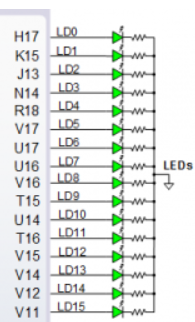 H17 LD0
K15 LD1
J13 LD2
N14 LD3
R18 LD4
V17 LD5
U17 LD6
U16 LD7 LEDs
V16 LD8
T15 LD9
U14 LD10
T16 LD11
V15 LD12
V14 LD13
V12 LD14
V11 LD15